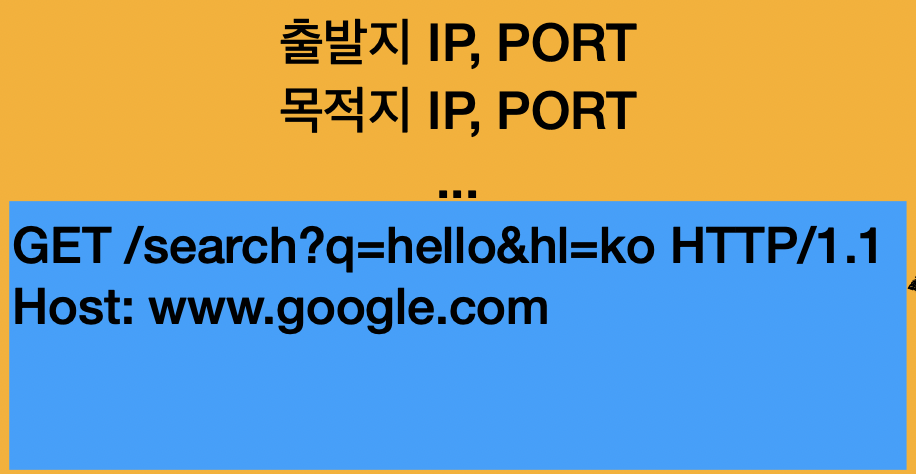 출발지 IP, PORT
목적지 IP, PORT
...
GET /search?q=hello&hl=ko HTTP/1.1
Host: www.google.com